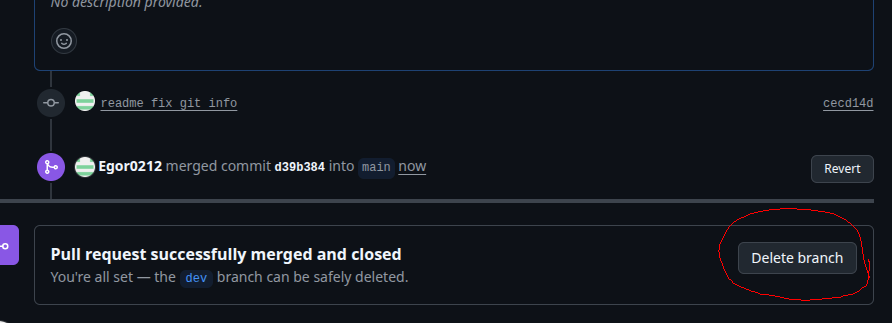 No description provided.
readme fix git info cecd14d
Egor0212 merged commit d39b384 into main now Revert
Pull request successfully merged and closed
You're all set — the dev branch can be safely deleted.
Delete branch